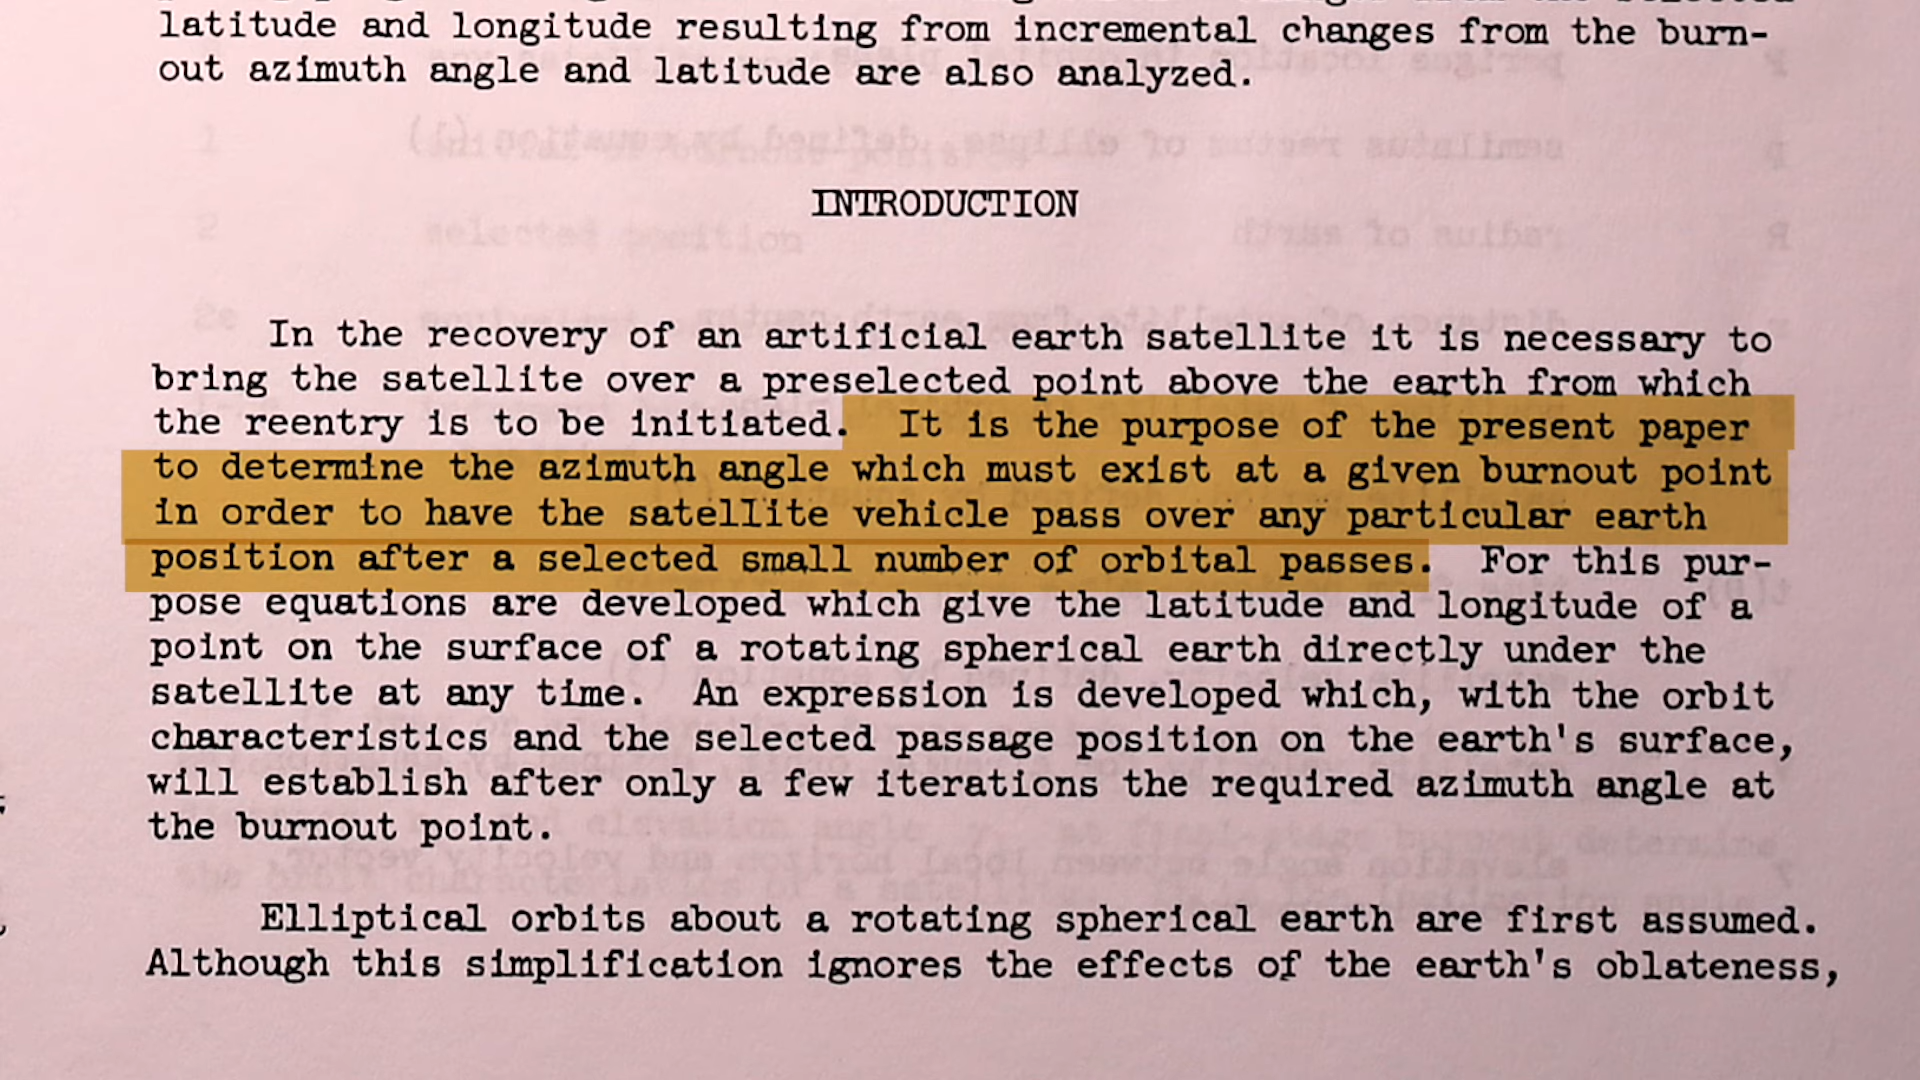 latitude and longitude resulting from incremental changes from the burn-
out azimuth angle and latitude are also analyzed.
INTRODUCTION
In the recovery of an artificial earth satellite it is necessary to
bring the satellite over a preselected point above the earth from which
the reentry is to be initiated. It is the purpose of the present paper
to determine the azimuth angle which must exist at a given burnout point
in order to have the satellite vehicle pass over any particular earth
position after a selected small number of orbital passes. For this pur-
pose equations are developed which give the latitude and longitude of a
point on the surface of a rotating spherical earth directly under the
satellite at any time. An expression is developed which, with the orbit
characteristics and the selected passage position on the earth's surface,
will establish after only a few iterations the required azimuth angle at
the burnout point.
Elliptical orbits about a rotating spherical earth are first assumed.
Although this simplification ignores the effects of the earth's oblateness,